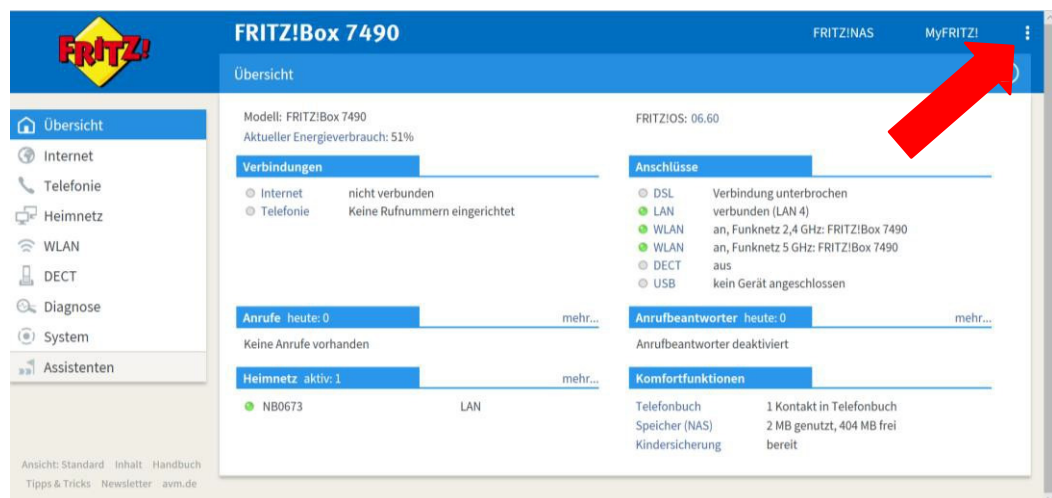 FRITZ!
FRITZ!Box 7490
FRITZ!NAS
MyFRITZ!
Übersicht
Übersicht
Internet
Telefonie
Heimnetz
WLAN
DECT
Diagnose
System
Assistenten
Ansicht: Standard Inhalt Handbuch
Tipps & Tricks Newsletter avm.de
Modell: FRITZ!Box 7490
Aktueller Energieverbrauch: 51%
FRITZ!OS: 06.60
Verbindungen
Internet nicht verbunden
Telefonie Keine Rufnummern eingerichtet
Anschlüsse
DSL Verbindung unterbrochen
LAN verbunden (LAN 4)
WLAN an, Funknetz 2,4 GHz: FRITZ!Box 7490
WLAN an, Funknetz 5 GHz: FRITZ!Box 7490
DECT aus
USB kein Gerät angeschlossen
Anrufe heute: 0 mehr...
Keine Anrufe vorhanden
Anrufbeantworter heute: 0 mehr...
Anrufbeantworter deaktiviert
Heimnetz aktiv: 1 mehr...
NB0673 LAN
Komfortfunktionen
Telefonbuch 1 Kontakt in Telefonbuch
Speicher (NAS) 2 MB genutzt, 404 MB frei
Kindersicherung bereit